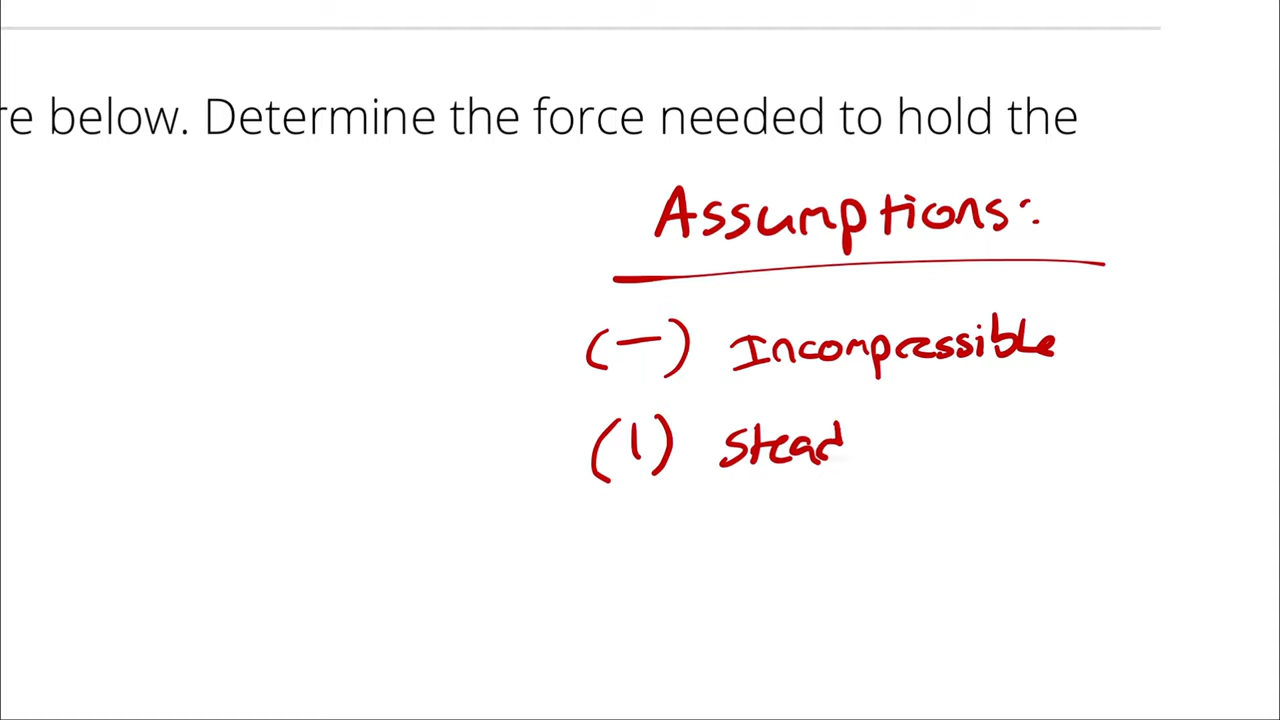 re below. Determine the force needed to hold the
Assumptions:
(-) Incompressible
(1) Stead